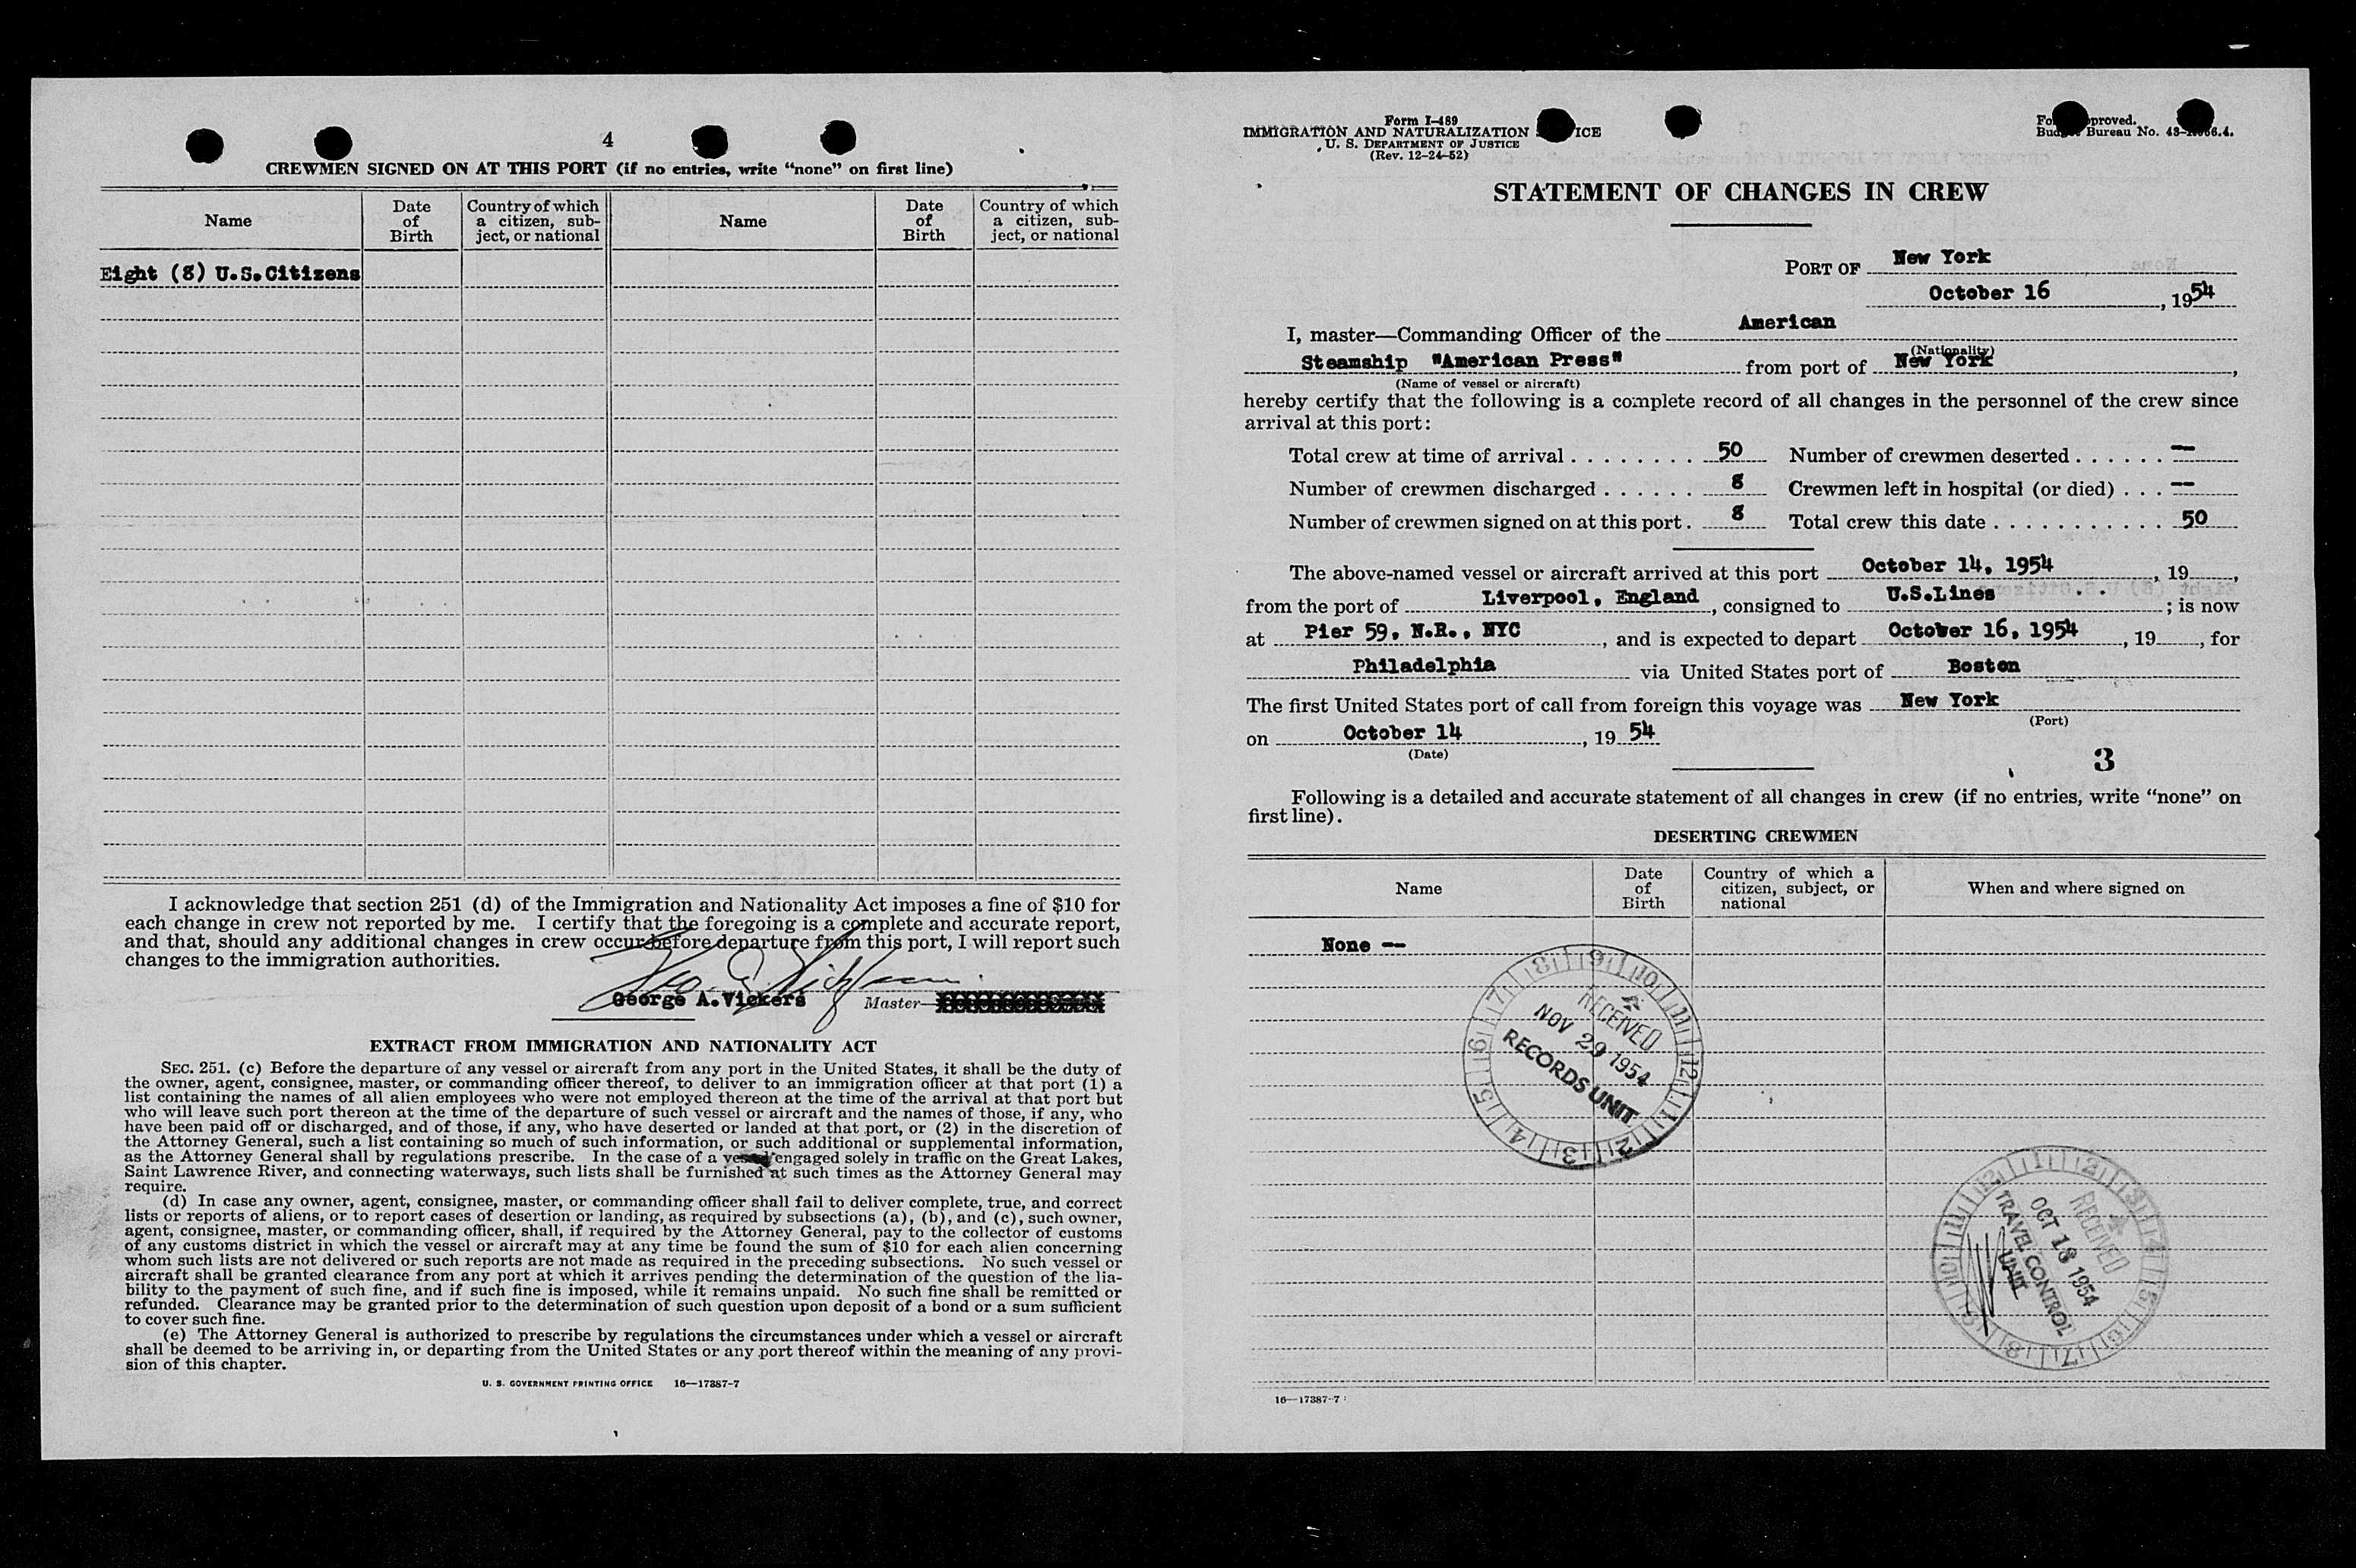 4
CREWMEN SIGNED ON AT THIS PORT (if no entries, write “none” on first line)
Name
Date of Birth
Country of which a citizen, sub-ject, or national
Name
Date of Birth
Country of which a citizen, sub-ject, or national
Eight (8) U.S.Citizens
I acknowledge that section 251 (d) of the Immigration and Nationality Act imposes a fine of $10 for
each change in crew not reported by me. I certify that the foregoing is a complete and accurate report,
and that, should any additional changes in crew occur before departure from this port, I will report such
changes to the immigration authorities.
George A.Vickers Master
EXTRACT FROM IMMIGRATION AND NATIONALITY ACT
SEC. 251. (c) Before the departure of any vessel or aircraft from any port in the United States, it shall be the duty of
the owner, agent, consignee, master, or commanding officer thereof, to deliver to an immigration officer at that port (1) a
list containing the names of all alien employees who were not employed thereon at the time of the arrival at that port but
who will leave such port thereon at the time of the departure of such vessel or aircraft and the names of those, if any, who
have been paid off or discharged, and of those, if any, who have deserted or landed at that port, or (2) in the discretion of
the Attorney General, such a list containing so much of such information, or such additional or supplemental information,
as the Attorney General shall by regulations prescribe. In the case of a vessel engaged solely in traffic on the Great Lakes,
Saint Lawrence River, and connecting waterways, such lists shall be furnished at such times as the Attorney General may
require.
(d) In case any owner, agent, consignee, master, or commanding officer shall fail to deliver complete, true, and correct
lists or reports of aliens, or to report cases of desertion or landing, as required by subsections (a), (b), and (c), such owner,
agent, consignee, master, or commanding officer, shall, if required by the Attorney General, pay to the collector of customs
of any customs district in which the vessel or aircraft may at any time be found the sum of $10 for each alien concerning
whom such lists are not delivered or such reports are not made as required in the preceding subsections. No such vessel or
aircraft shall be granted clearance from any port at which it arrives pending the determination of the question of the lia-
bility to the payment of such fine, and if such fine is imposed, while it remains unpaid. No such fine shall be remitted or
refunded. Clearance may be granted prior to the determination of such question upon deposit of a bond or a sum sufficient
to cover such fine.
(e) The Attorney General is authorized to prescribe by regulations the circumstances under which a vessel or aircraft
shall be deemed to be arriving in, or departing from the United States or any port thereof within the meaning of any provi-
sion of this chapter.
U. S. GOVERNMENT PRINTING OFFICE 16—17387-7
Form I-489
IMMIGRATION AND NATURALIZATION
U. S. DEPARTMENT OF JUSTICE
(Rev. 12-24-52)
Bureau No.
STATEMENT OF CHANGES IN CREW
PORT OF New York
October 16, 1954
I, master—Commanding Officer of the American
(Nationality)
Steamship "American Press" from port of New York,
(Name of vessel or aircraft)
hereby certify that the following is a complete record of all changes in the personnel of the crew since
arrival at this port:
Total crew at time of arrival 50 Number of crewmen deserted —
Number of crewmen discharged 8 Crewmen left in hospital (or died) —
Number of crewmen signed on at this port 8 Total crew this date 50
The above-named vessel or aircraft arrived at this port October 14, 1954, 19,
from the port of Liverpool, England, consigned to U.S.Lines; is now
at Pier 59, N.R., NYC, and is expected to depart October 16, 1954, 19, for
Philadelphia via United States port of Boston
The first United States port of call from foreign this voyage was New York
(Port)
on October 14, 19 54
(Date)
3
Following is a detailed and accurate statement of all changes in crew (if no entries, write “none” on
first line).
DESERTING CREWMEN
Name
Date of Birth
Country of which a citizen, subject, or national
When and where signed on
None --
RECEIVED
NOV 29 1954
RECORDS UNIT
RECEIVED
OCT 18 1954
TRAVEL CONTROL
UNIT
16—17387-7